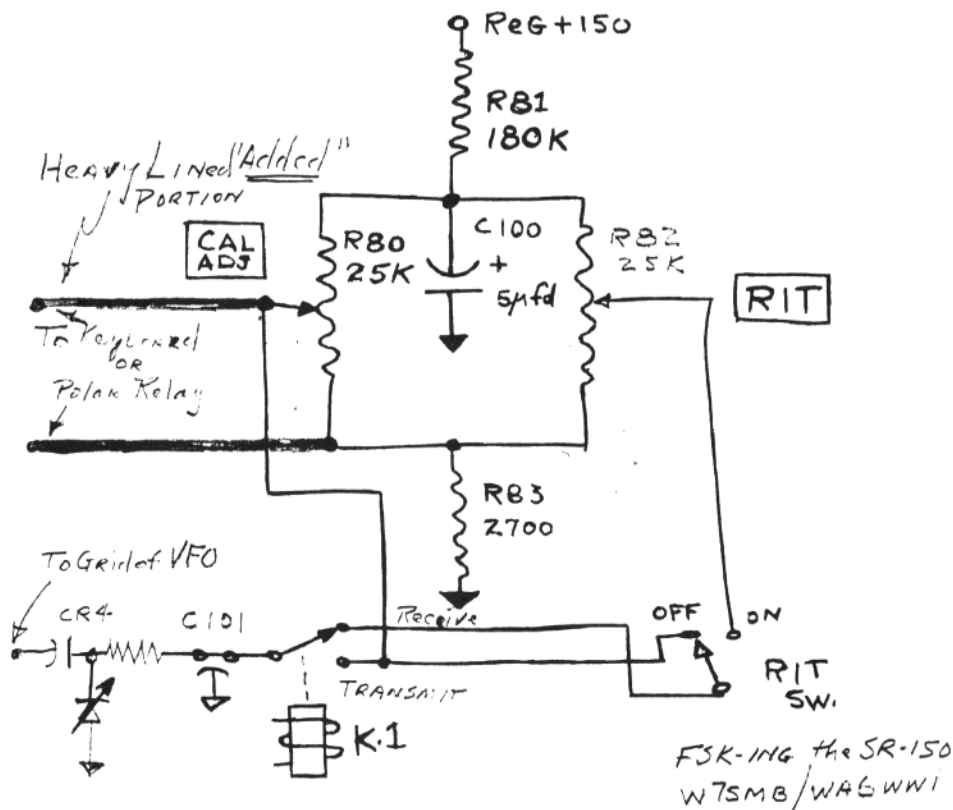 REG +150
R81
180K
HEAVY LINED "Added"
PORTION
CAL
ADJ
R80
25K
C100
+
5µfd
R82
25K
RIT
To Keyboard
OR
Polar Relay
R83
2700
To Grid of VFO
CR4
C101
Receive
TRANSMIT
OFF
ON
RIT
SW.
K.1
FSK-ING the SR-150
W7SMB/WA6WWI